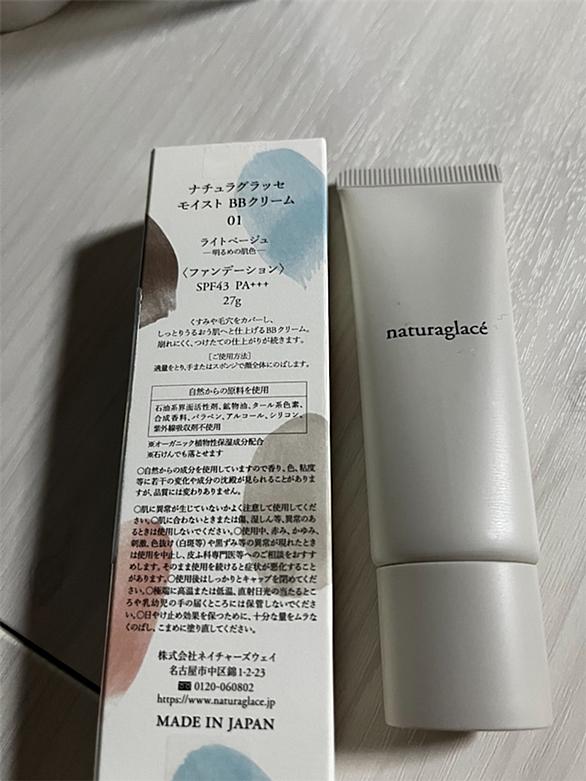 ナチュラグラッセ
モイスト BBクリーム
01
ライトベージュ
―明るめの肌色―
〈ファンデーション〉
SPF43 PA+++
27g
くすみや毛穴をカバーし、
しっとりうるおう肌へと仕上げるBBクリーム。
崩れにくく、つけたての仕上がりが続きます。
［ご使用方法］
適量をとり、手またはスポンジで顔全体にのばします。
自然からの原料を使用
石油系界面活性剤、鉱物油、タール系色素、
合成香料、パラベン、アルコール、シリコン、
紫外線吸収剤不使用
※オーガニック植物性保湿成分配合
※石けんでも落とせます
○自然からの成分を使用していますので香り、色、粘度
等に若干の変化や成分の沈殿が見られることがありま
すが、品質には変わりありません。
○肌に異常が生じていないかよく注意して使用してくだ
さい。○肌に合わないときまたは傷、湿しん等、異常のあ
るときは使用しないでください。○使用中、赤み、かゆみ、
刺激、色抜け(白斑等)や黒ずみ等の異常が現れたとき
は使用を中止し、皮ふ科専門医等へのご相談をおすす
めします。そのまま使用を続けると症状が悪化すること
があります。○使用後はしっかりとキャップを閉めてくだ
さい。○極端に高温または低温、直射日光の当たるとこ
ろや乳幼児の手の届くところには保管しないでくださ
い。○日やけ止め効果を保つために、十分な量をムラな
くのばし、こまめに塗り直してください。
株式会社ネイチャーズウェイ
名古屋市中区錦1-2-23
0120-060802
https://www.naturaglace.jp
MADE IN JAPAN
naturaglacé